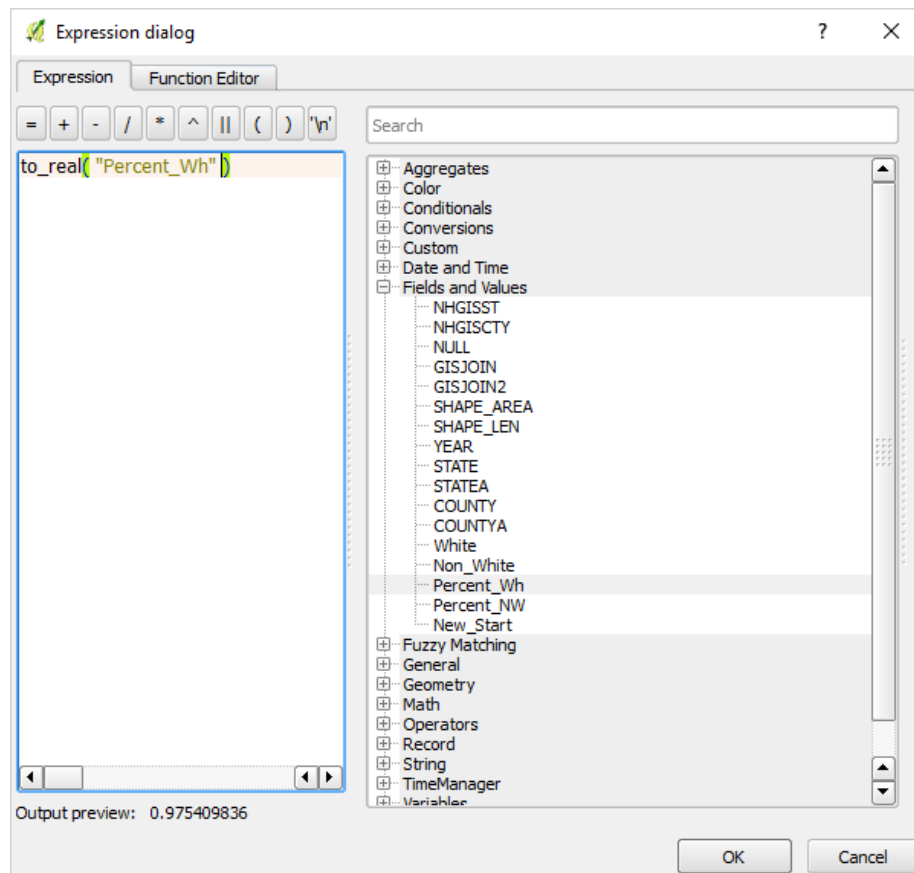 Expression dialog ?
Expression Function Editor
= + - / * ^ || ( ) '\n'
Search
to_real( "Percent_Wh" )
Aggregates
Color
Conditionals
Conversions
Custom
Date and Time
Fields and Values
NHGISST
NHGISCTY
NULL
GISJOIN
GISJOIN2
SHAPE_AREA
SHAPE_LEN
YEAR
STATE
STATEA
COUNTY
COUNTYA
White
Non_White
Percent_Wh
Percent_NW
New_Start
Fuzzy Matching
General
Geometry
Math
Operators
Record
String
TimeManager
Variables
Output preview: 0.975409836
OK Cancel